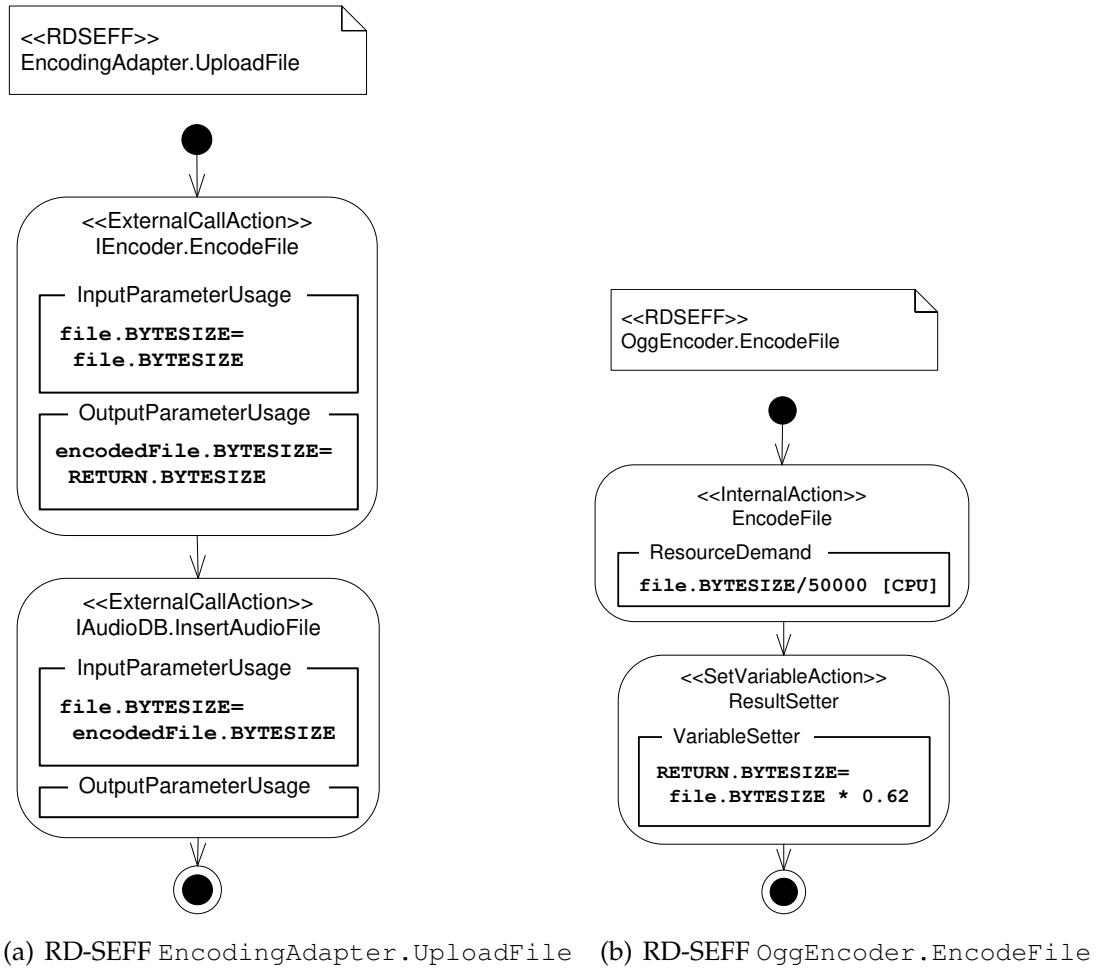 <<RDSEFF>>
EncodingAdapter.UploadFile
<<ExternalCallAction>>
IEncoder.EncodeFile
InputParameterUsage
file.BYTESIZE=
file.BYTESIZE
OutputParameterUsage
encodedFile.BYTESIZE=
RETURN.BYTESIZE
<<ExternalCallAction>>
IAudioDB.InsertAudioFile
InputParameterUsage
file.BYTESIZE=
encodedFile.BYTESIZE
OutputParameterUsage
(a) RD-SEFF EncodingAdapter.UploadFile
<<RDSEFF>>
OggEncoder.EncodeFile
<<InternalAction>>
EncodeFile
ResourceDemand
file.BYTESIZE/50000 [CPU]
<<SetVariableAction>>
ResultSetter
VariableSetter
RETURN.BYTESIZE=
file.BYTESIZE * 0.62
(b) RD-SEFF OggEncoder.EncodeFile